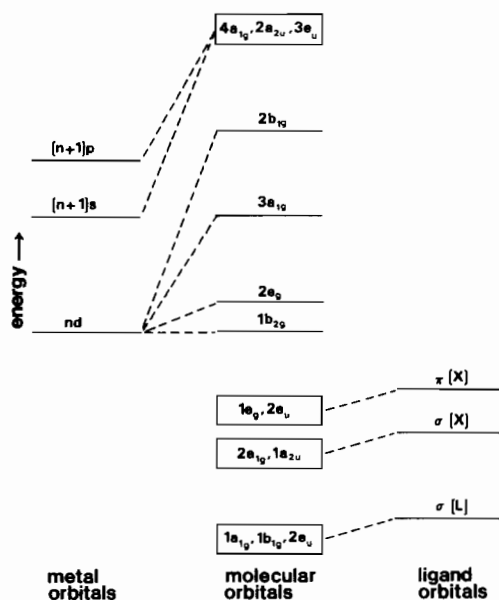 4a₁g, 2a₂u, 3eᵤ
2b₁g
[n+1]p
3a₁g
[n+1]s
energy →
2eg
nd
1b₂g
π [X]
1eg, 2eᵤ
σ [X]
2a₁g, 1a₂u
σ [L]
1a₁g, 1b₁g, 2eᵤ
metal orbitals
molecular orbitals
ligand orbitals